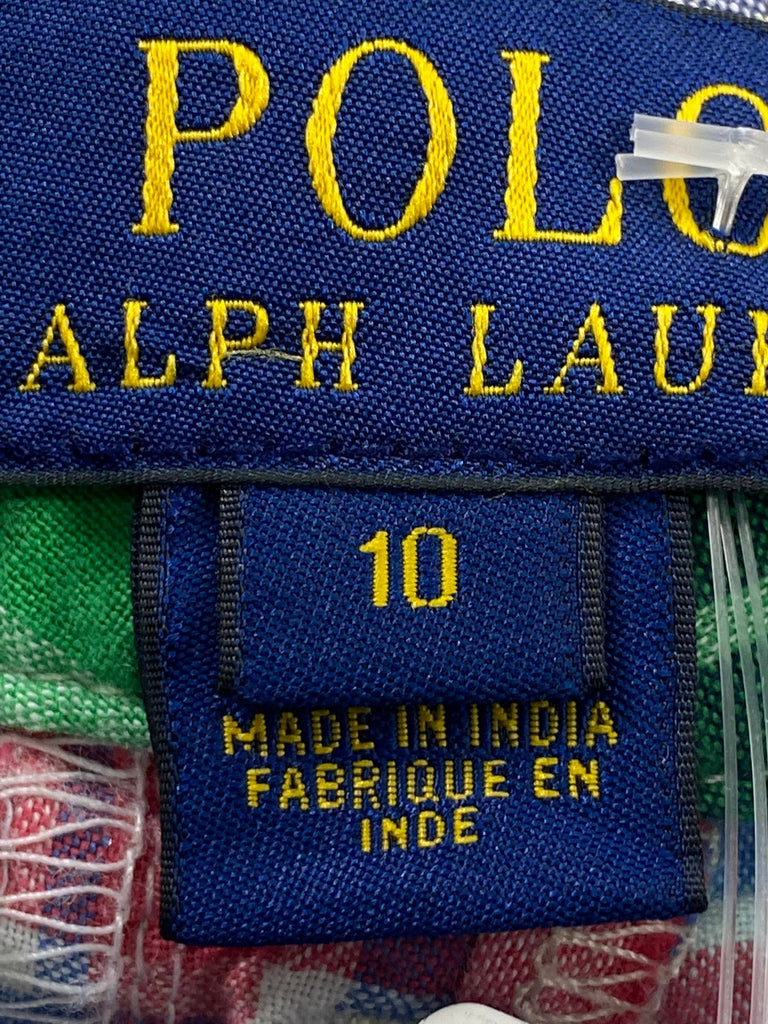 POLO
ALPH LAU
10
MADE IN INDIA
FABRIQUE EN
INDE